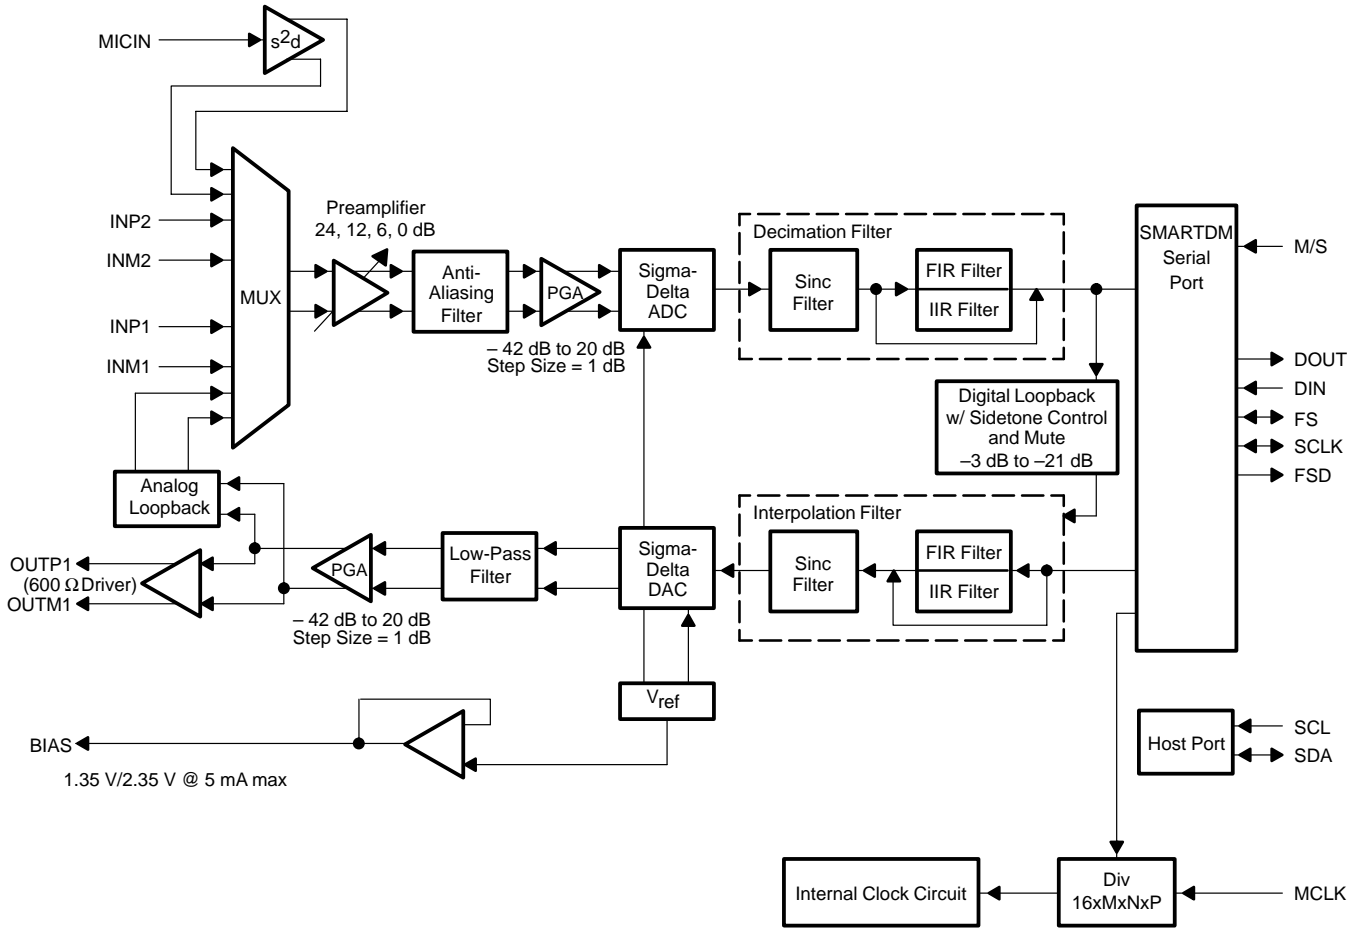 MICIN
s2d
INP2
INM2
INP1
INM1
MUX
Preamplifier
24, 12, 6, 0 dB
Anti-
Aliasing
Filter
PGA
– 42 dB to 20 dB
Step Size = 1 dB
Sigma-
Delta
ADC
Decimation Filter
Sinc
Filter
FIR Filter
IIR Filter
SMARTDM
Serial
Port
M/S
DOUT
DIN
FS
SCLK
FSD
Digital Loopback
w/ Sidetone Control
and Mute
–3 dB to –21 dB
Analog
Loopback
OUTP1
(600 Ω Driver)
OUTM1
PGA
– 42 dB to 20 dB
Step Size = 1 dB
Low-Pass
Filter
Sigma-
Delta
DAC
Interpolation Filter
Sinc
Filter
FIR Filter
IIR Filter
Vref
BIAS
1.35 V/2.35 V @ 5 mA max
Host Port
SCL
SDA
Internal Clock Circuit
Div
16xMxNxP
MCLK